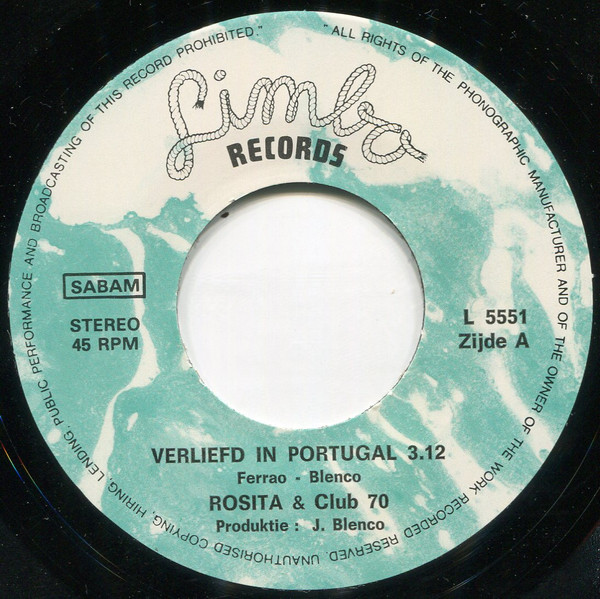 "ALL RIGHTS OF THE PHONOGRAPHIC MANUFACTURER AND OF THE OWNER OF THE WORK RECORDED RESERVED. UNAUTHORISED COPYING, HIRING, LENDING, PUBLIC PERFORMANCE AND BROADCASTING OF THIS RECORD PROHIBITED."
Limbo
RECORDS
SABAM
STEREO
45 RPM
L 5551
Zijde A
VERLIEFD IN PORTUGAL 3.12
Ferrao - Blenco
ROSITA & Club 70
Produktie : J. Blenco